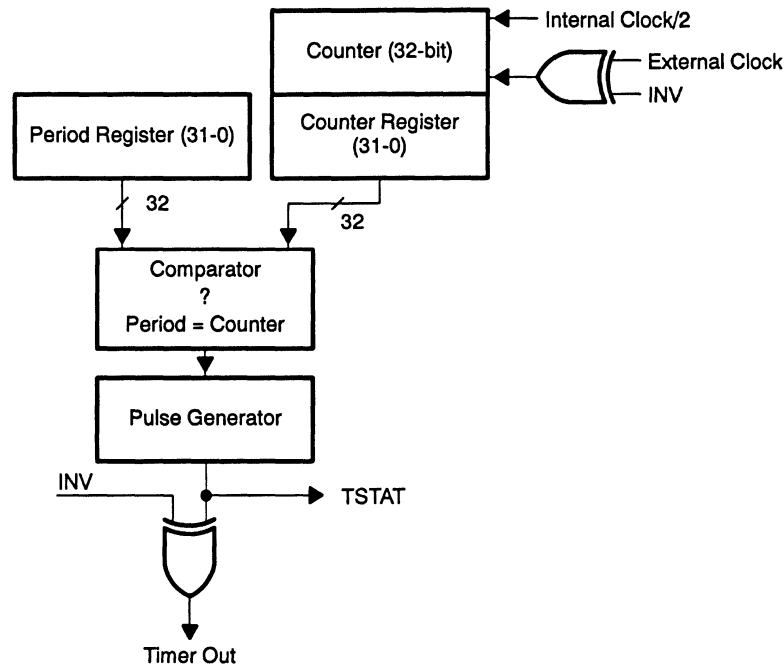 Internal Clock/2
Counter (32-bit)
External Clock
INV
Period Register (31-0)
Counter Register
(31-0)
32
32
Comparator
?
Period = Counter
Pulse Generator
INV
TSTAT
Timer Out